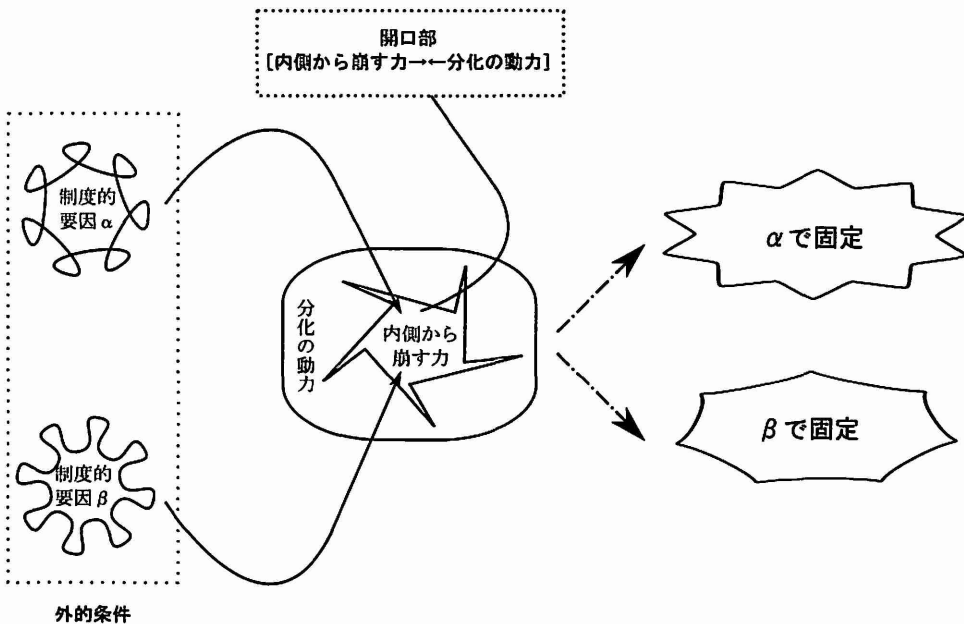 開口部
[内側から崩す力→←分化の動力]
制度的
要因α
分化の動力
内側から
崩す力
αで固定
βで固定
制度的
要因β
外的条件